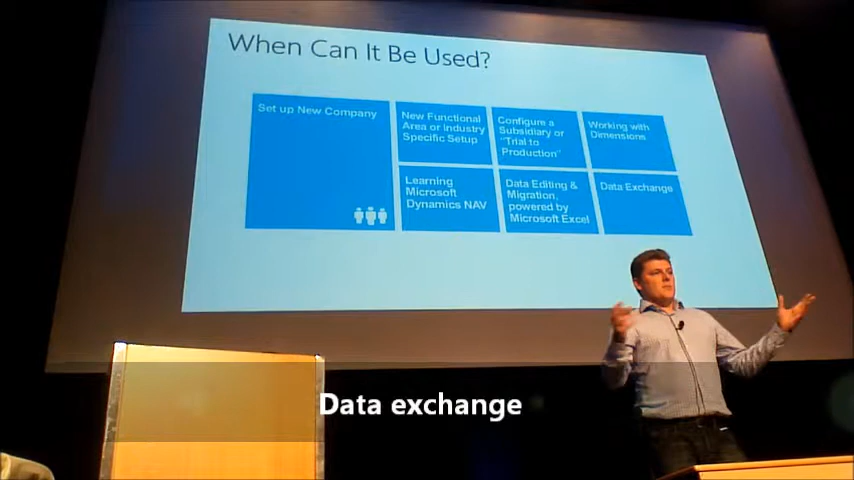 When Can It Be Used?
Set up New Company
New Functional
Area or Industry
Specific Setup
Configure a
Subsidiary or
"Trial to
Production"
Working with
Dimensions
Learning
Microsoft
Dynamics NAV
Data Editing &
Migration,
powered by
Microsoft Excel
Data Exchange
Data exchange